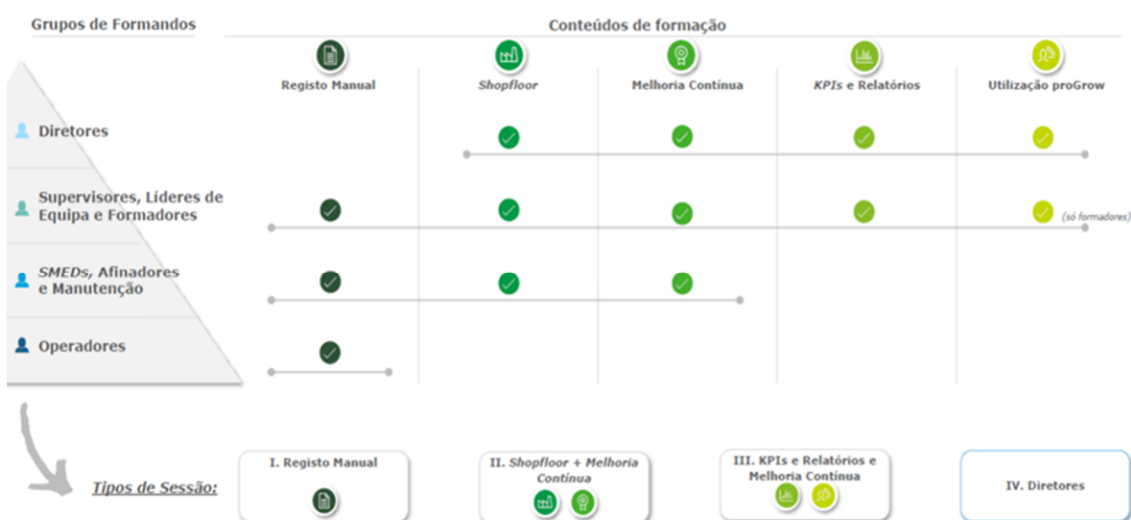 Grupos de Formandos
Conteúdos de formação
Registo Manual
Shopfloor
Melhoria Contínua
KPIs e Relatórios
Utilização proGrow
Diretores
Supervisores, Líderes de
Equipa e Formadores
(só formadores)
SMEDs, Afinadores
e Manutenção
Operadores
Tipos de Sessão:
I. Registo Manual
II. Shopfloor + Melhoria
Contínua
III. KPIs e Relatórios e
Melhoria Contínua
IV. Diretores